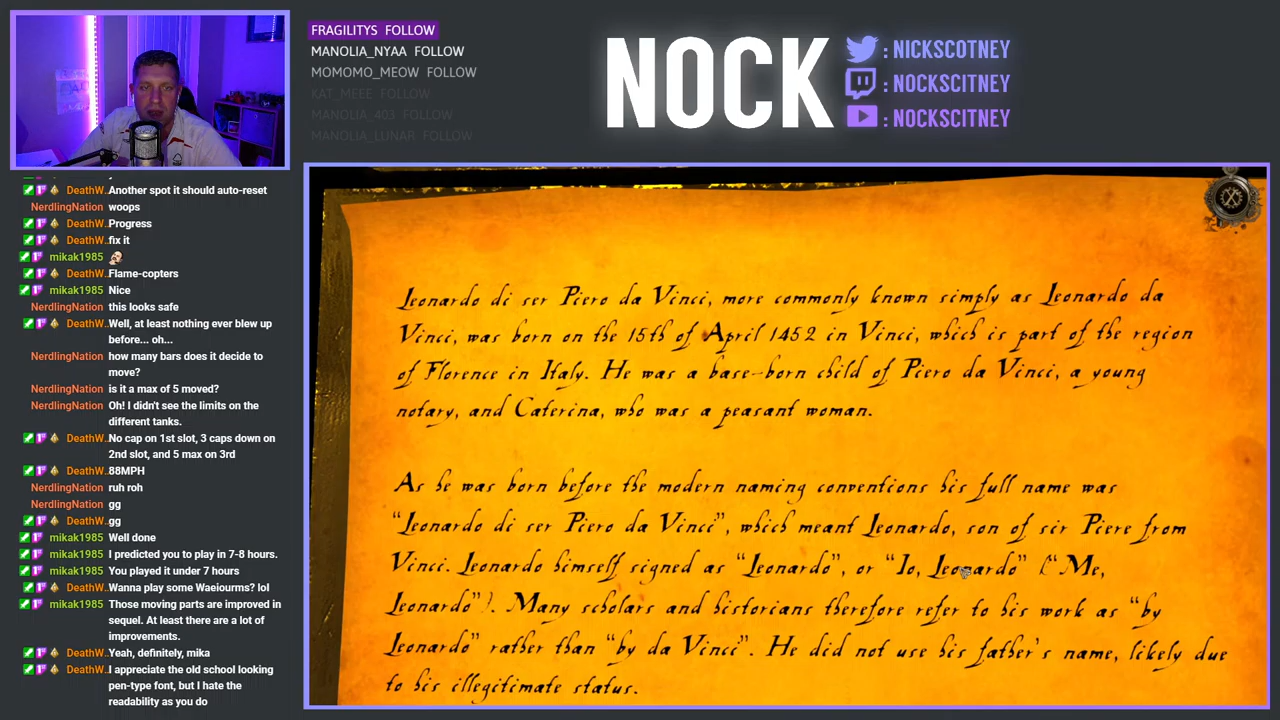 FRAGILITYS FOLLOW
MANOLIA_NYAA FOLLOW
MOMOMO_MEOW FOLLOW
KAT_MEEE FOLLOW
MANOLIA_403 FOLLOW
MANOLIA_LUNAR FOLLOW
NOCK
: NICKSCOTNEY
: NOCKSCITNEY
: NOCKSCITNEY
DeathW.. Another spot it should auto-reset
NerdlingNation woops
DeathW.. Progress
DeathW.. fix it
mikak1985
DeathW.. Flame-copters
mikak1985 Nice
NerdlingNation this looks safe
DeathW.. Well, at least nothing ever blew up
before... oh...
NerdlingNation how many bars does it decide to
move?
NerdlingNation is it a max of 5 moved?
NerdlingNation Oh! I didn't see the limits on the
different tanks.
DeathW.. No cap on 1st slot, 3 caps down on
2nd slot, and 5 max on 3rd
DeathW.. 88MPH
NerdlingNation ruh roh
NerdlingNation gg
DeathW.. gg
mikak1985 Well done
mikak1985 I predicted you to play in 7-8 hours.
mikak1985 You played it under 7 hours
DeathW.. Wanna play some Waeiourms? lol
mikak1985 Those moving parts are improved in
sequel. At least there are a lot of
improvements.
DeathW.. Yeah, definitely, mika
DeathW.. I appreciate the old school looking
pen-type font, but I hate the
readability as you do
Leonardo di ser Piero da Vinci, more commonly known simply as Leonardo da
Vinci, was born on the 15th of April 1452 in Vinci, which is part of the region
of Florence in Italy. He was a base-born child of Piero da Vinci, a young
notary, and Caterina, who was a peasant woman.
As he was born before the modern naming conventions his full name was
“Leonardo di ser Piero da Vinci”, which meant Leonardo, son of sir Piere from
Vinci. Leonardo himself signed as “Leonardo”, or “Io, Leonardo” (“Me,
Leonardo”). Many scholars and historians therefore refer to his work as “by
Leonardo” rather than “by da Vinci”. He did not use his father's name, likely due
to his illegitimate status.